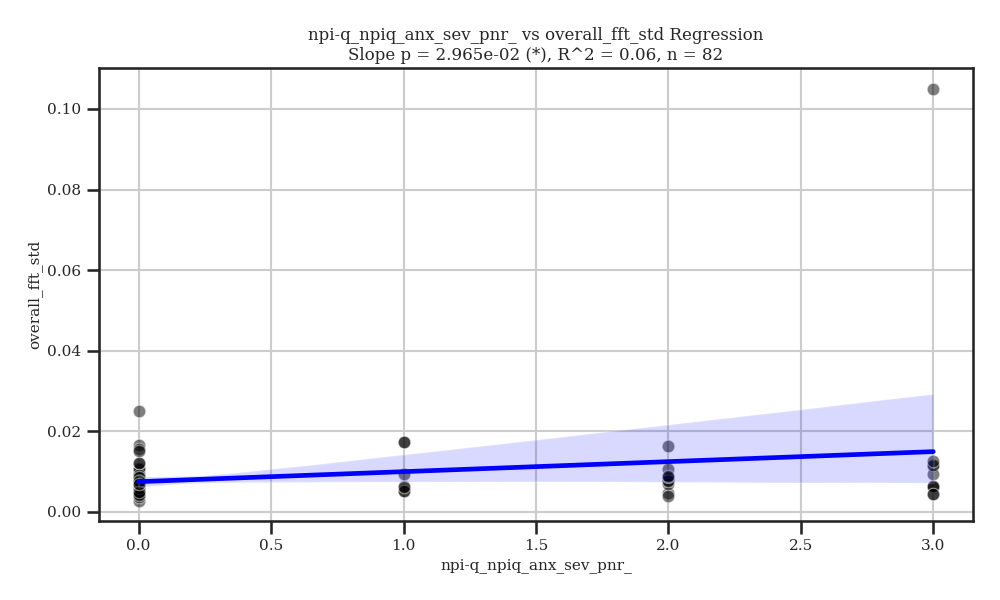 npi-q_npiq_anx_sev_pnr_ vs overall_fft_std Regression
Slope p = 2.965e-02 (*), R^2 = 0.06, n = 82
overall_fft_std
0.10
0.08
0.06
0.04
0.02
0.00
0.0 0.5 1.0 1.5 2.0 2.5 3.0
npi-q_npiq_anx_sev_pnr_